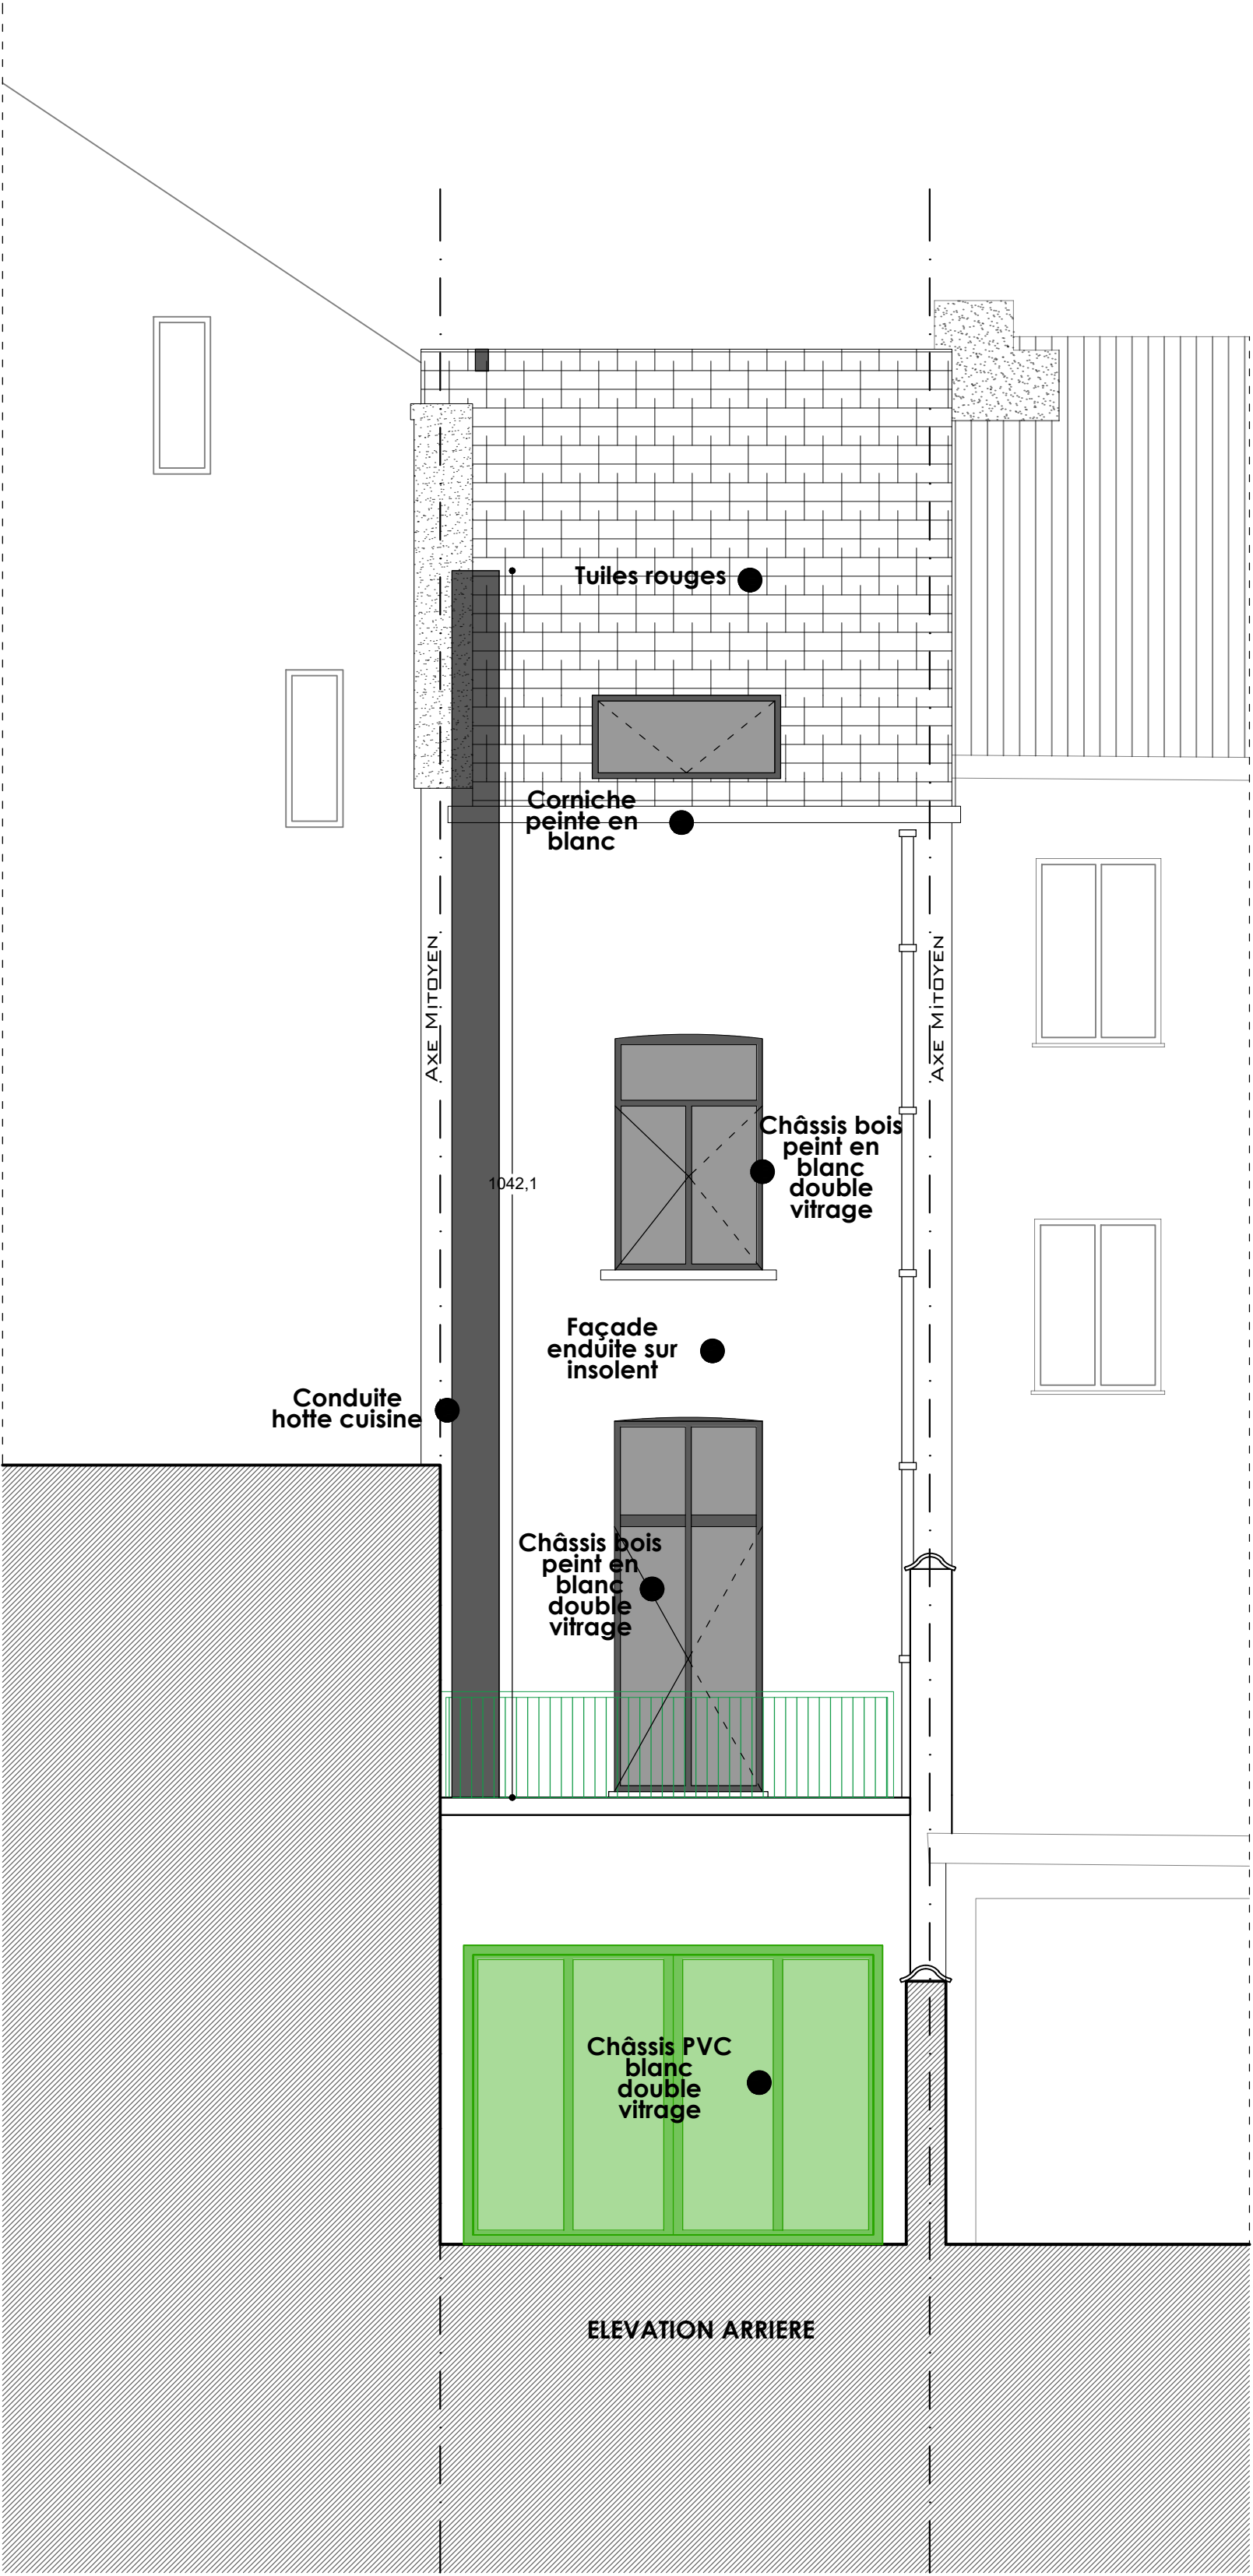 Tuiles rouges
Corniche
peinte en
blanc
AXE MITOYEN
AXE MITOYEN
Châssis bois
peint en
blanc
double
vitrage
1042,1
Façade
enduite sur
insolent
Conduite
hotte cuisine
Châssis bois
peint en
blanc
double
vitrage
Châssis PVC
blanc
double
vitrage
ELEVATION ARRIERE